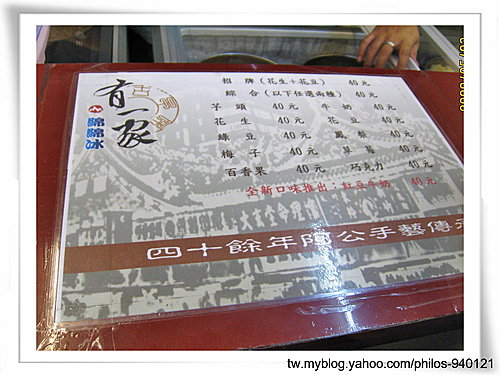 招牌(花生+花豆) 40元
綜合(以下任選兩種) 40元
芋頭 40元 牛奶 40元
花生 40元 花豆 40元
綠豆 40元 鳳梨 40元
梅子 40元 草莓 40元
百香果 40元 巧克力 40元
全新口味推出:紅豆牛奶 40元
有一家
綿綿冰
四十餘年阿公手藝傳承
tw.myblog.yahoo.com/philos-940121